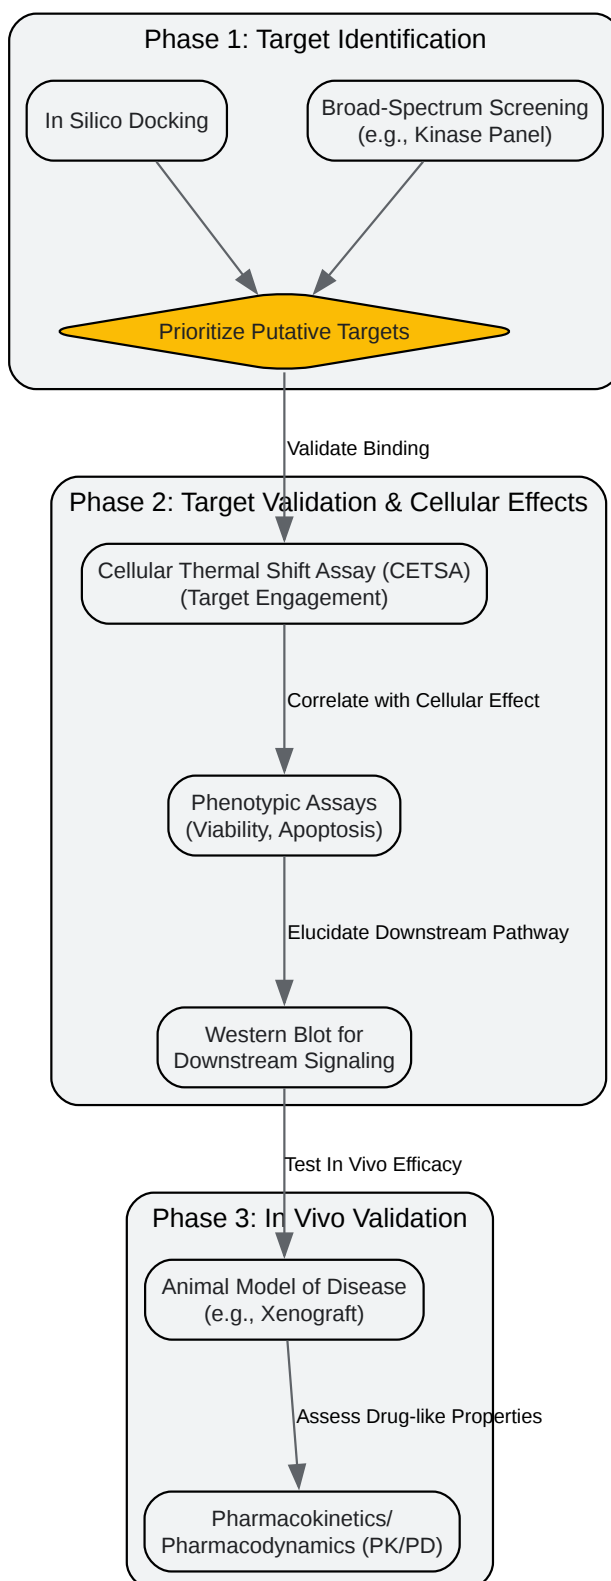 Phase 1: Target Identification
In Silico Docking
Broad-Spectrum Screening
(e.g., Kinase Panel)
Prioritize Putative Targets
Validate Binding
Phase 2: Target Validation & Cellular Effects
Cellular Thermal Shift Assay (CETSA)
(Target Engagement)
Correlate with Cellular Effect
Phenotypic Assays
(Viability, Apoptosis)
Elucidate Downstream Pathway
Western Blot for
Downstream Signaling
Test In Vivo Efficacy
Phase 3: In Vivo Validation
Animal Model of Disease
(e.g., Xenograft)
Assess Drug-like Properties
Pharmacokinetics/
Pharmacodynamics (PK/PD)